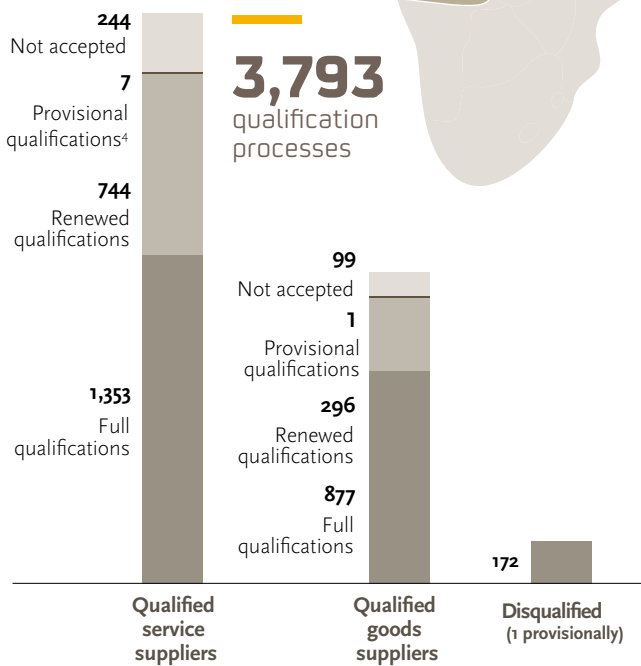 244
Not accepted
7
Provisional
qualifications⁴
744
Renewed
qualifications
1,353
Full
qualifications
3,793
qualification
processes
99
Not accepted
1
Provisional
qualifications
296
Renewed
qualifications
877
Full
qualifications
172
Qualified
service
suppliers
Qualified
goods
suppliers
Disqualified
(1 provisionally)